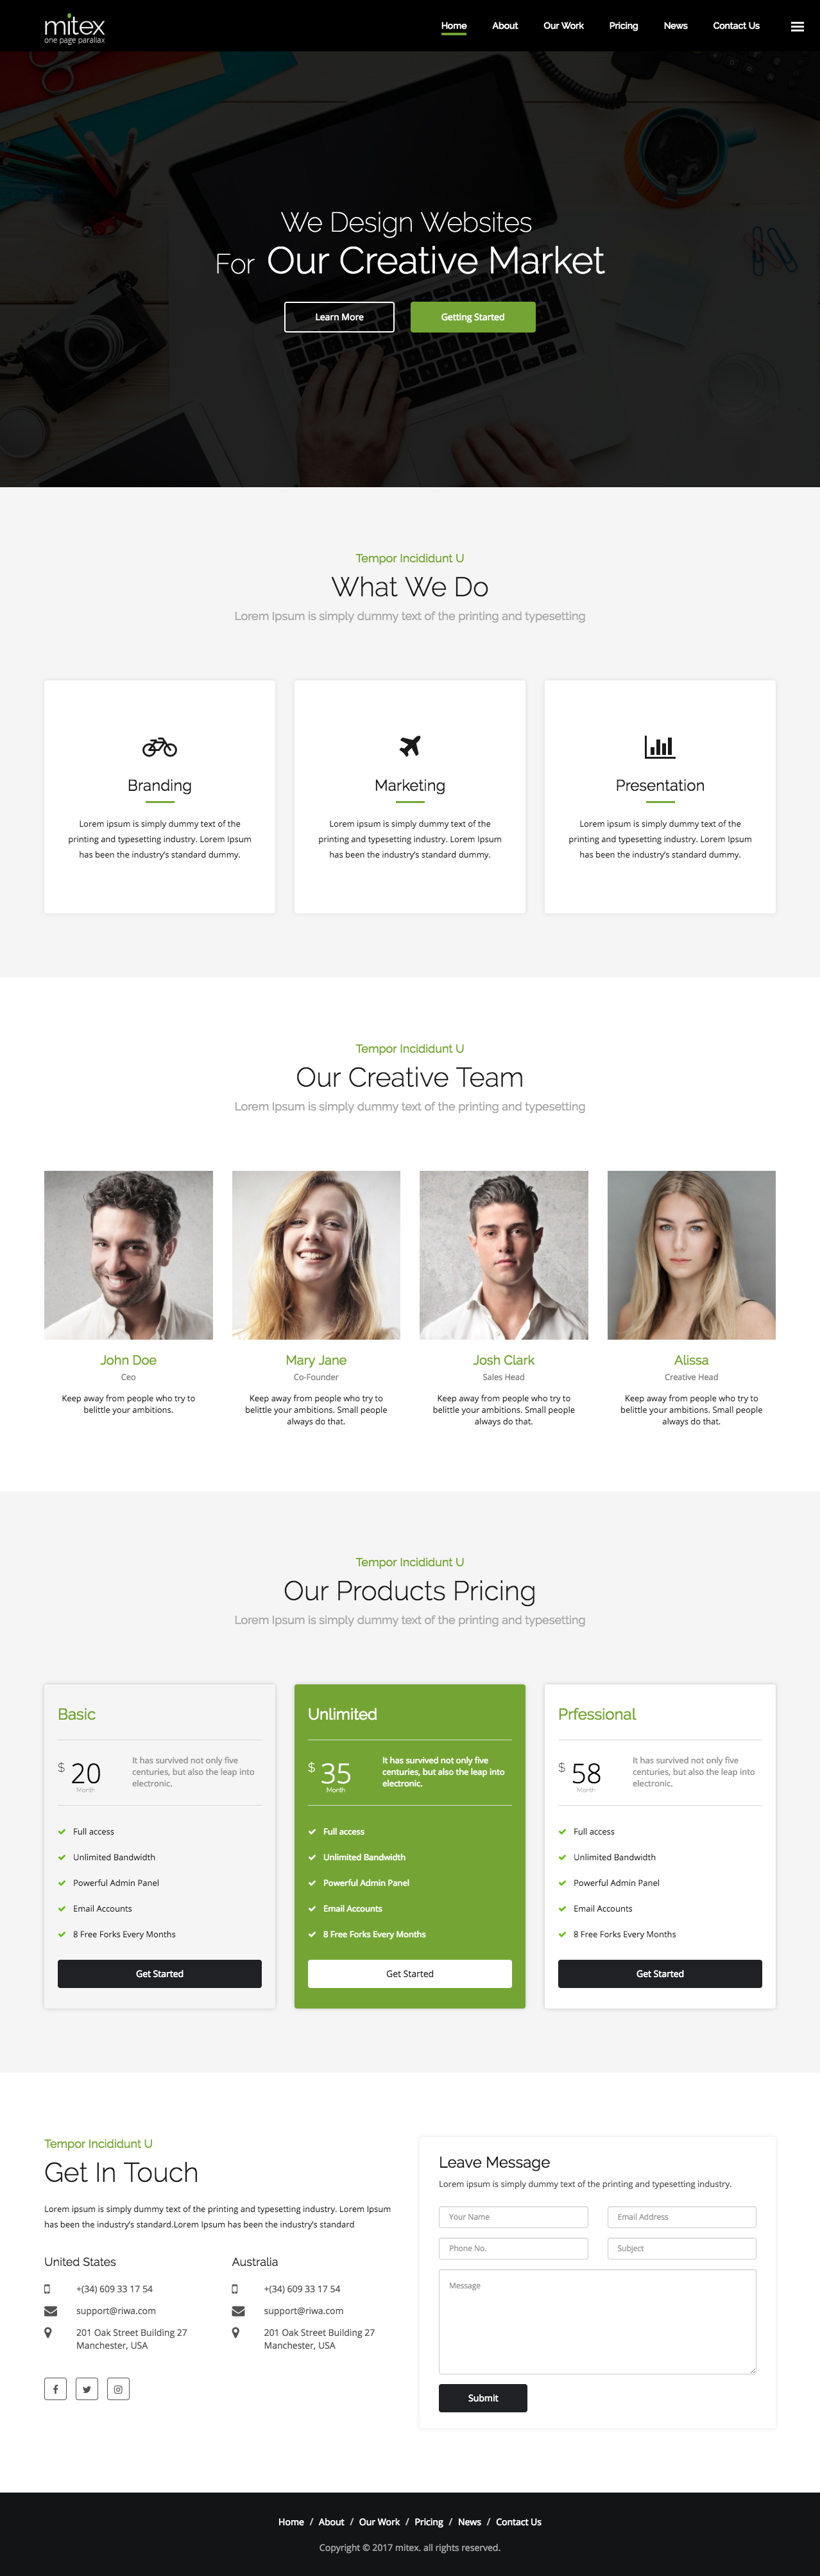 mitex
one page parallax
Home About Our Work Pricing News Contact Us
We Design Websites
For Our Creative Market
Learn More Getting Started
Tempor Incididunt U
What We Do
Lorem Ipsum is simply dummy text of the printing and typesetting
Branding
Lorem ipsum is simply dummy text of the
printing and typesetting industry. Lorem Ipsum
has been the industry's standard dummy.
Marketing
Lorem ipsum is simply dummy text of the
printing and typesetting industry. Lorem Ipsum
has been the industry's standard dummy.
Presentation
Lorem ipsum is simply dummy text of the
printing and typesetting industry. Lorem Ipsum
has been the industry's standard dummy.
Tempor Incididunt U
Our Creative Team
Lorem Ipsum is simply dummy text of the printing and typesetting
John Doe
Ceo
Keep away from people who try to
belittle your ambitions.
Mary Jane
Co-Founder
Keep away from people who try to
belittle your ambitions. Small people
always do that.
Josh Clark
Sales Head
Keep away from people who try to
belittle your ambitions. Small people
always do that.
Alissa
Creative Head
Keep away from people who try to
belittle your ambitions. Small people
always do that.
Tempor Incididunt U
Our Products Pricing
Lorem Ipsum is simply dummy text of the printing and typesetting
Basic
$ 20
Month
It has survived not only five
centuries, but also the leap into
electronic.
Full access
Unlimited Bandwidth
Powerful Admin Panel
Email Accounts
8 Free Forks Every Months
Get Started
Unlimited
$ 35
Month
It has survived not only five
centuries, but also the leap into
electronic.
Full access
Unlimited Bandwidth
Powerful Admin Panel
Email Accounts
8 Free Forks Every Months
Get Started
Prfessional
$ 58
Month
It has survived not only five
centuries, but also the leap into
electronic.
Full access
Unlimited Bandwidth
Powerful Admin Panel
Email Accounts
8 Free Forks Every Months
Get Started
Tempor Incididunt U
Get In Touch
Lorem ipsum is simply dummy text of the printing and typesetting industry. Lorem Ipsum
has been the industry's standard.Lorem Ipsum has been the industry's standard
United States
+(34) 609 33 17 54
support@riwa.com
201 Oak Street Building 27
Manchester, USA
Australia
+(34) 609 33 17 54
support@riwa.com
201 Oak Street Building 27
Manchester, USA
Leave Message
Lorem ipsum is simply dummy text of the printing and typesetting industry.
Your Name Email Address
Phone No. Subject
Message
Submit
Home / About / Our Work / Pricing / News / Contact Us
Copyright © 2017 mitex. all rights reserved.